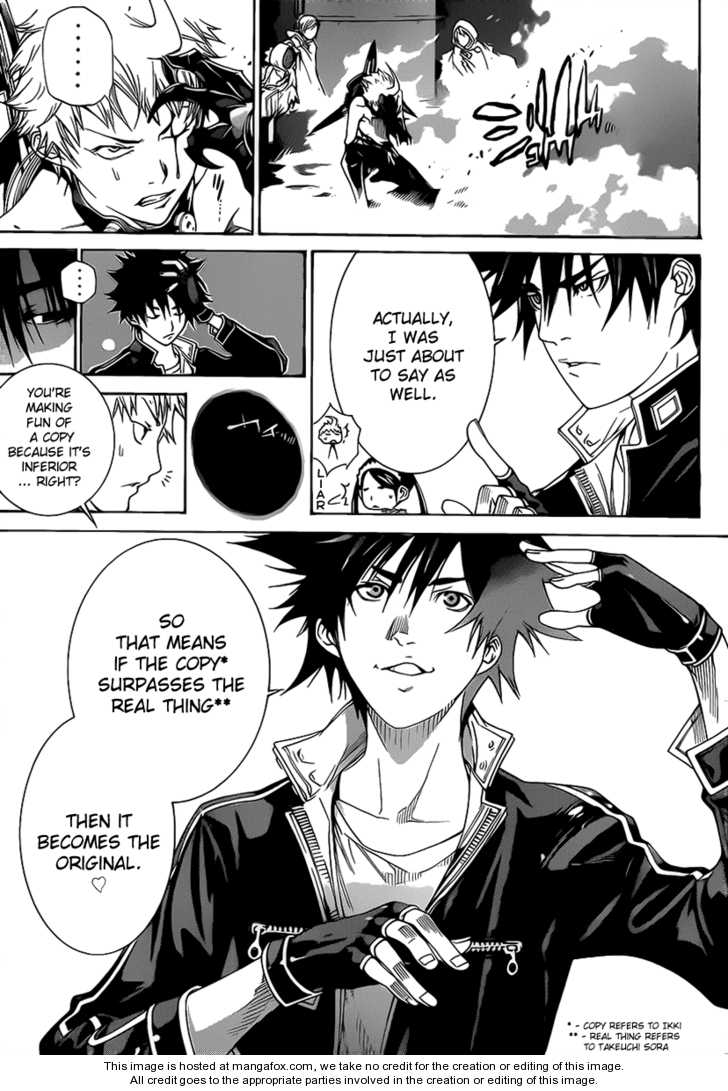 ACTUALLY,
I WAS
JUST ABOUT
TO SAY AS
WELL.
LIAR
YOU'RE
MAKING
FUN OF
A COPY
BECAUSE IT'S
INFERIOR
... RIGHT?
SO
THAT MEANS
IF THE COPY*
SURPASSES THE
REAL THING**
THEN IT
BECOMES THE
ORIGINAL.
♡
* - COPY REFERS TO IKKI
** - REAL THING REFERS
TO TAKEUCHI SORA
This image is hosted at mangafox.com, we take no credit for the creation or editing of this image.
All credit goes to the appropriate parties involved in the creation or editing of this image.